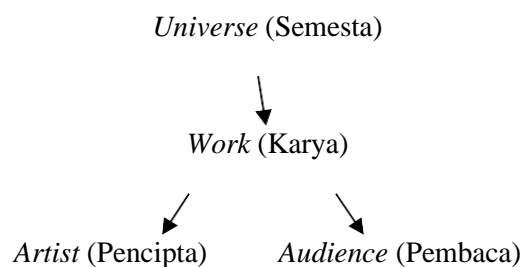 Universe (Semesta)
Work (Karya)
Artist (Pencipta) Audience (Pembaca)